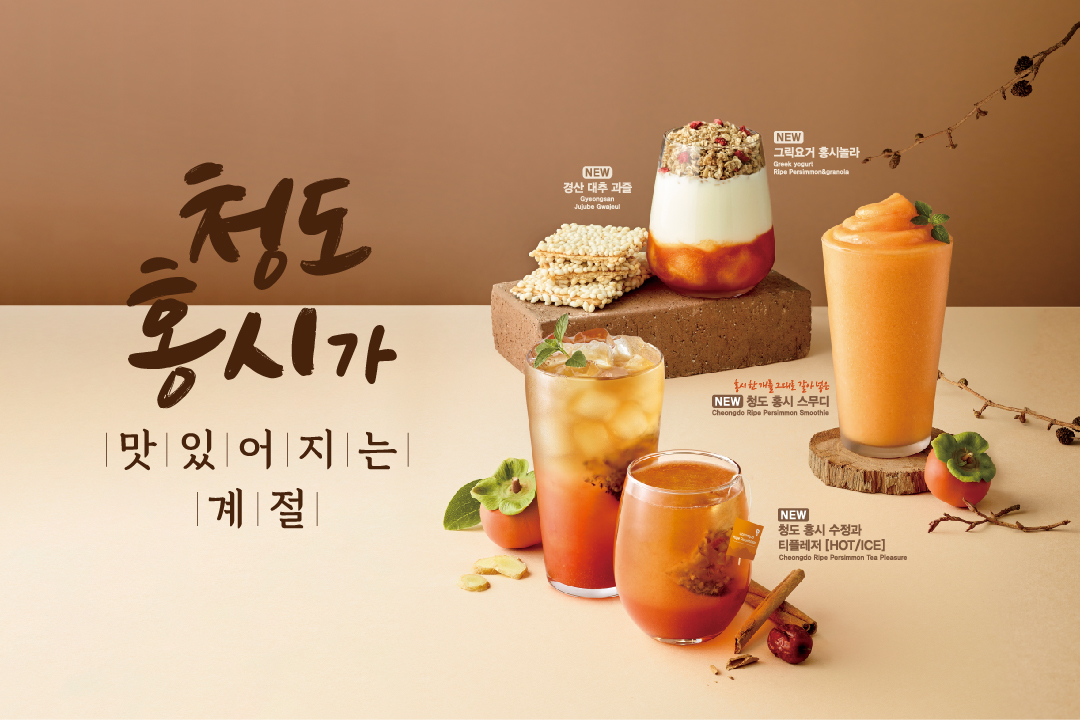 청도
홍시가
맛있어지는
계절
NEW
경산 대추 과즐
Gyeongsan
Jujube Gwajeul
NEW
그릭요거 홍시놀라
Greek yogurt
Ripe Persimmon&granola
홍시 한 개를 그대로 갈아 넣은
NEW 청도 홍시 스무디
Cheongdo Ripe Persimmon Smoothie
NEW
청도 홍시 수정과
티플레저 [HOT/ICE]
Cheongdo Ripe Persimmon Tea Pleasure